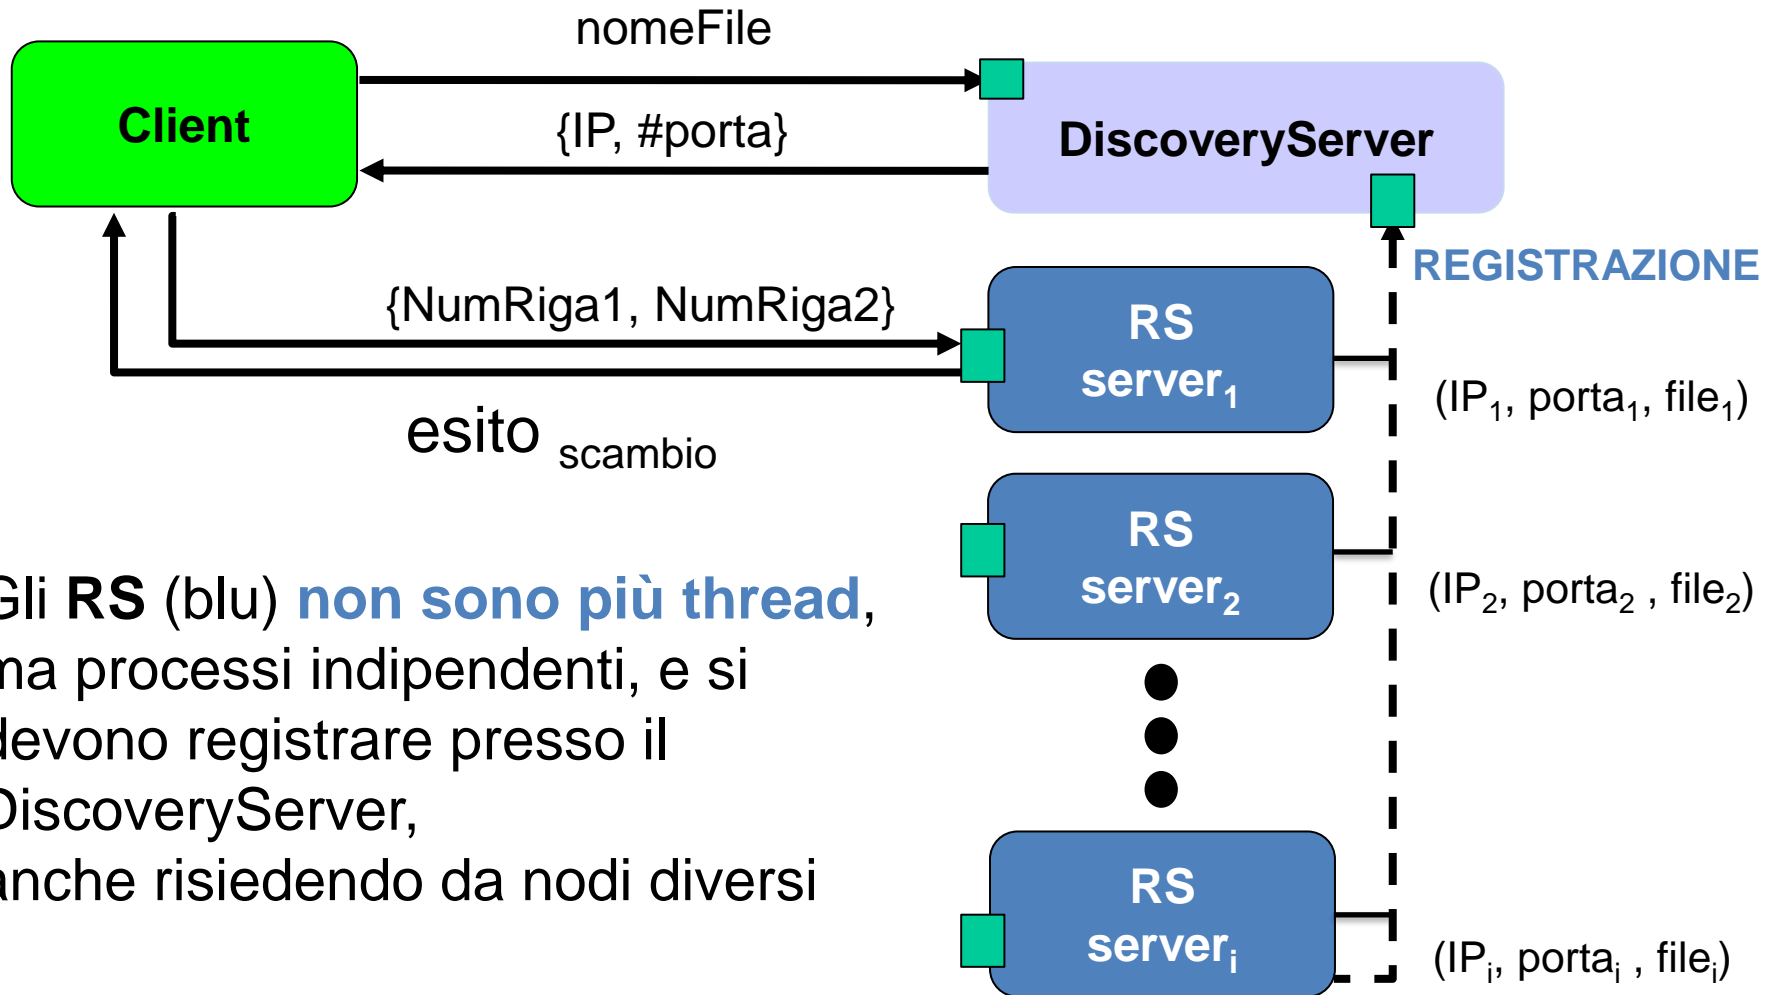 nomeFile
Client
{IP, #porta}
DiscoveryServer
REGISTRAZIONE
{NumRiga1, NumRiga2}
RS
server1
(IP1, porta1, file1)
esito scambio
RS
server2
(IP2, porta2 , file2)
Gli RS (blu) non sono più thread,
ma processi indipendenti, e si
devono registrare presso il
DiscoveryServer,
anche risiedendo da nodi diversi
RS
serveri
(IPi, portai , filei)